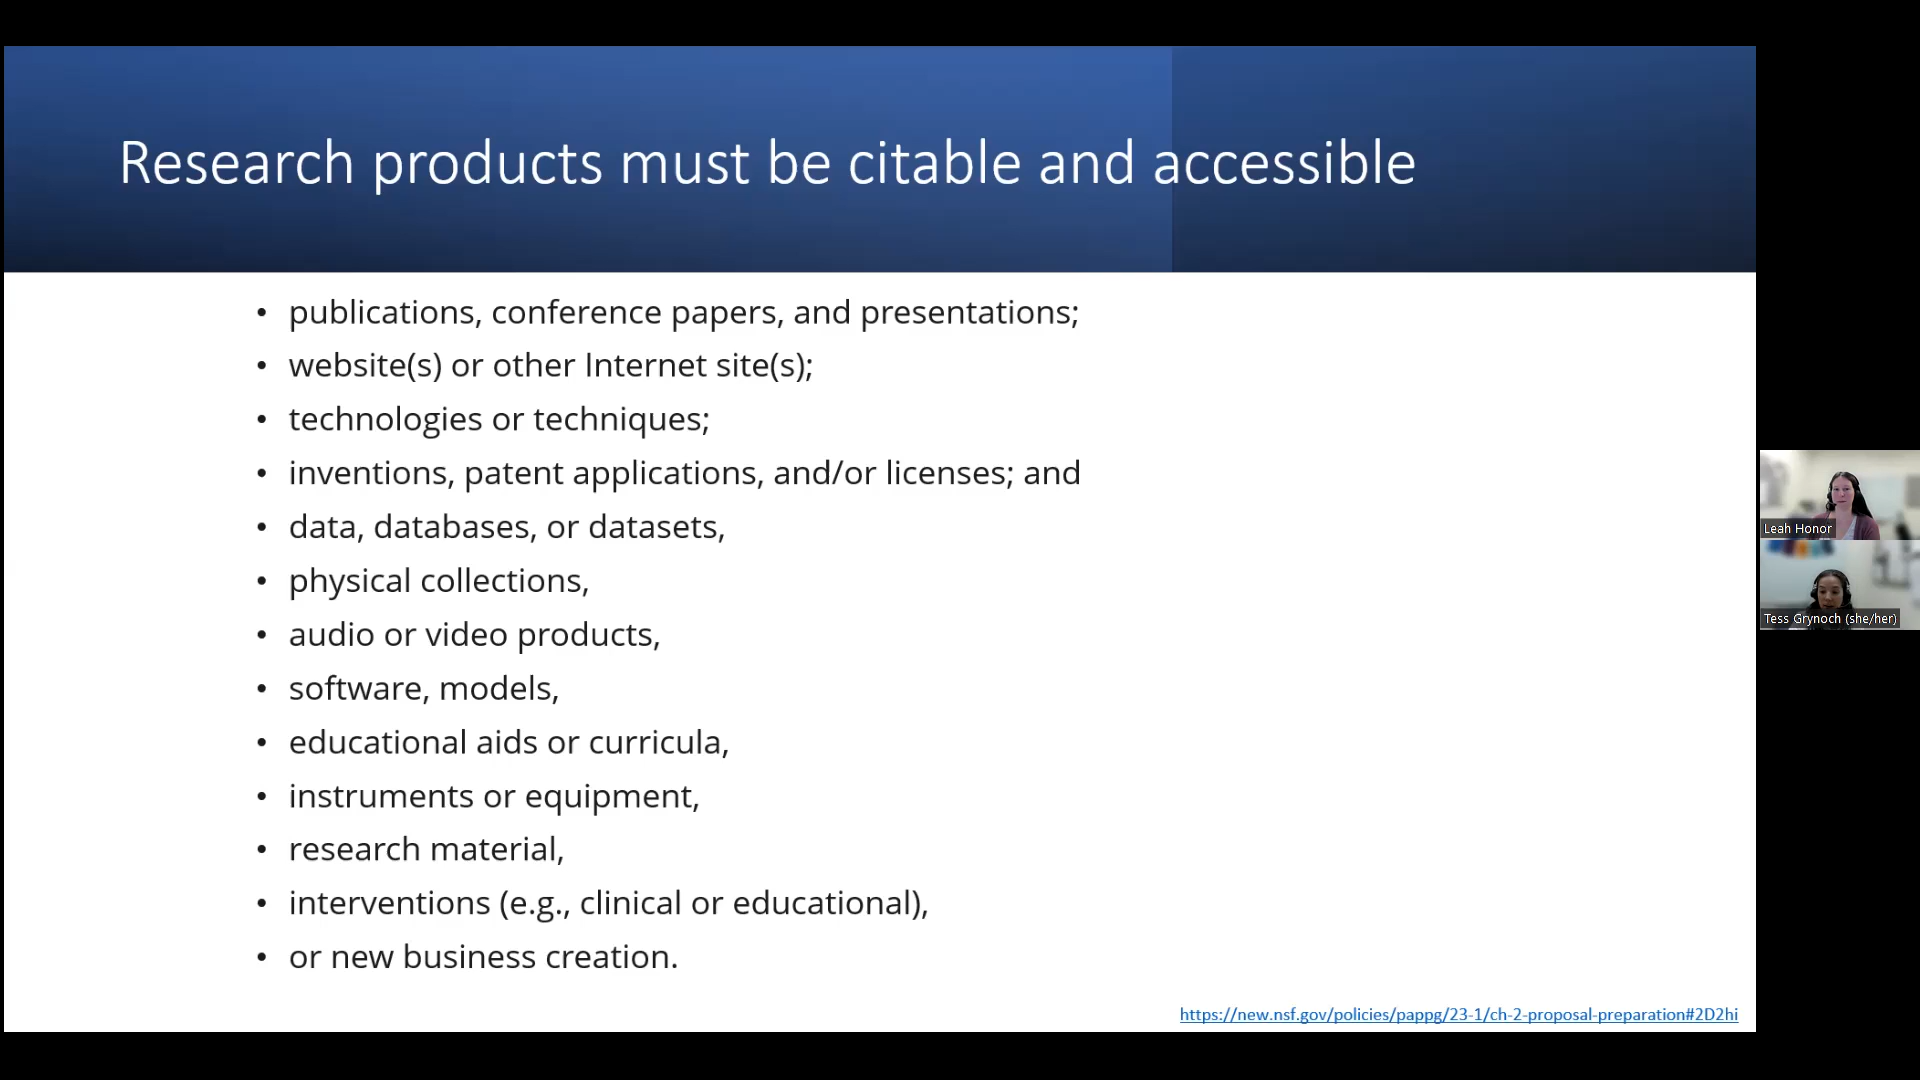 Research products must be citable and accessible
• publications, conference papers, and presentations;
• website(s) or other Internet site(s);
• technologies or techniques;
• inventions, patent applications, and/or licenses; and
• data, databases, or datasets,
• physical collections,
• audio or video products,
• software, models,
• educational aids or curricula,
• instruments or equipment,
• research material,
• interventions (e.g., clinical or educational),
• or new business creation.
https://new.nsf.gov/policies/pappg/23-1/ch-2-proposal-preparation#2D2hi
Leah Honor
Tess Grynoch (she/her)